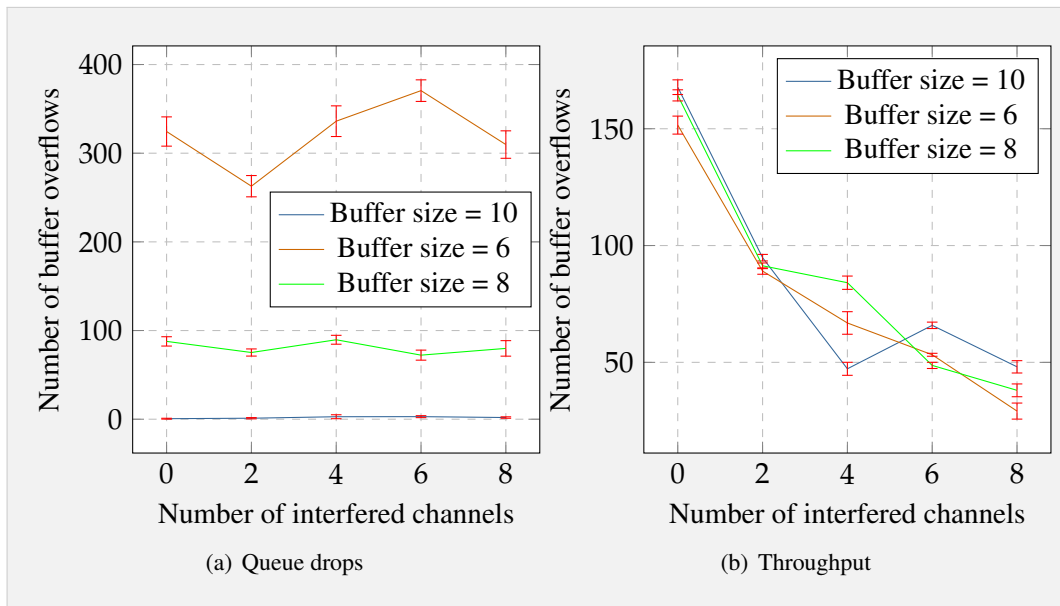 Number of buffer overflows
400
300
200
100
0
0 2 4 6 8
Number of interfered channels
Buffer size = 10
Buffer size = 6
Buffer size = 8
(a) Queue drops
Number of buffer overflows
150
100
50
0 2 4 6 8
Number of interfered channels
Buffer size = 10
Buffer size = 6
Buffer size = 8
(b) Throughput